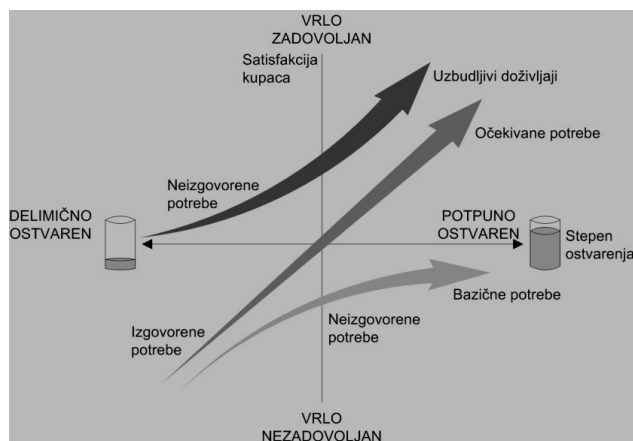 VRLO
ZADOVOLJAN
Satisfakcija
kupaca
Uzbudljivi doživljaji
Očekivane potrebe
Neizgovorene
potrebe
DELIMIČNO
OSTVAREN
POTPUNO
OSTVAREN
Stepen
ostvarenja
Bazične potrebe
Izgovorene
potrebe
Neizgovorene
potrebe
VRLO
NEZADOVOLJAN